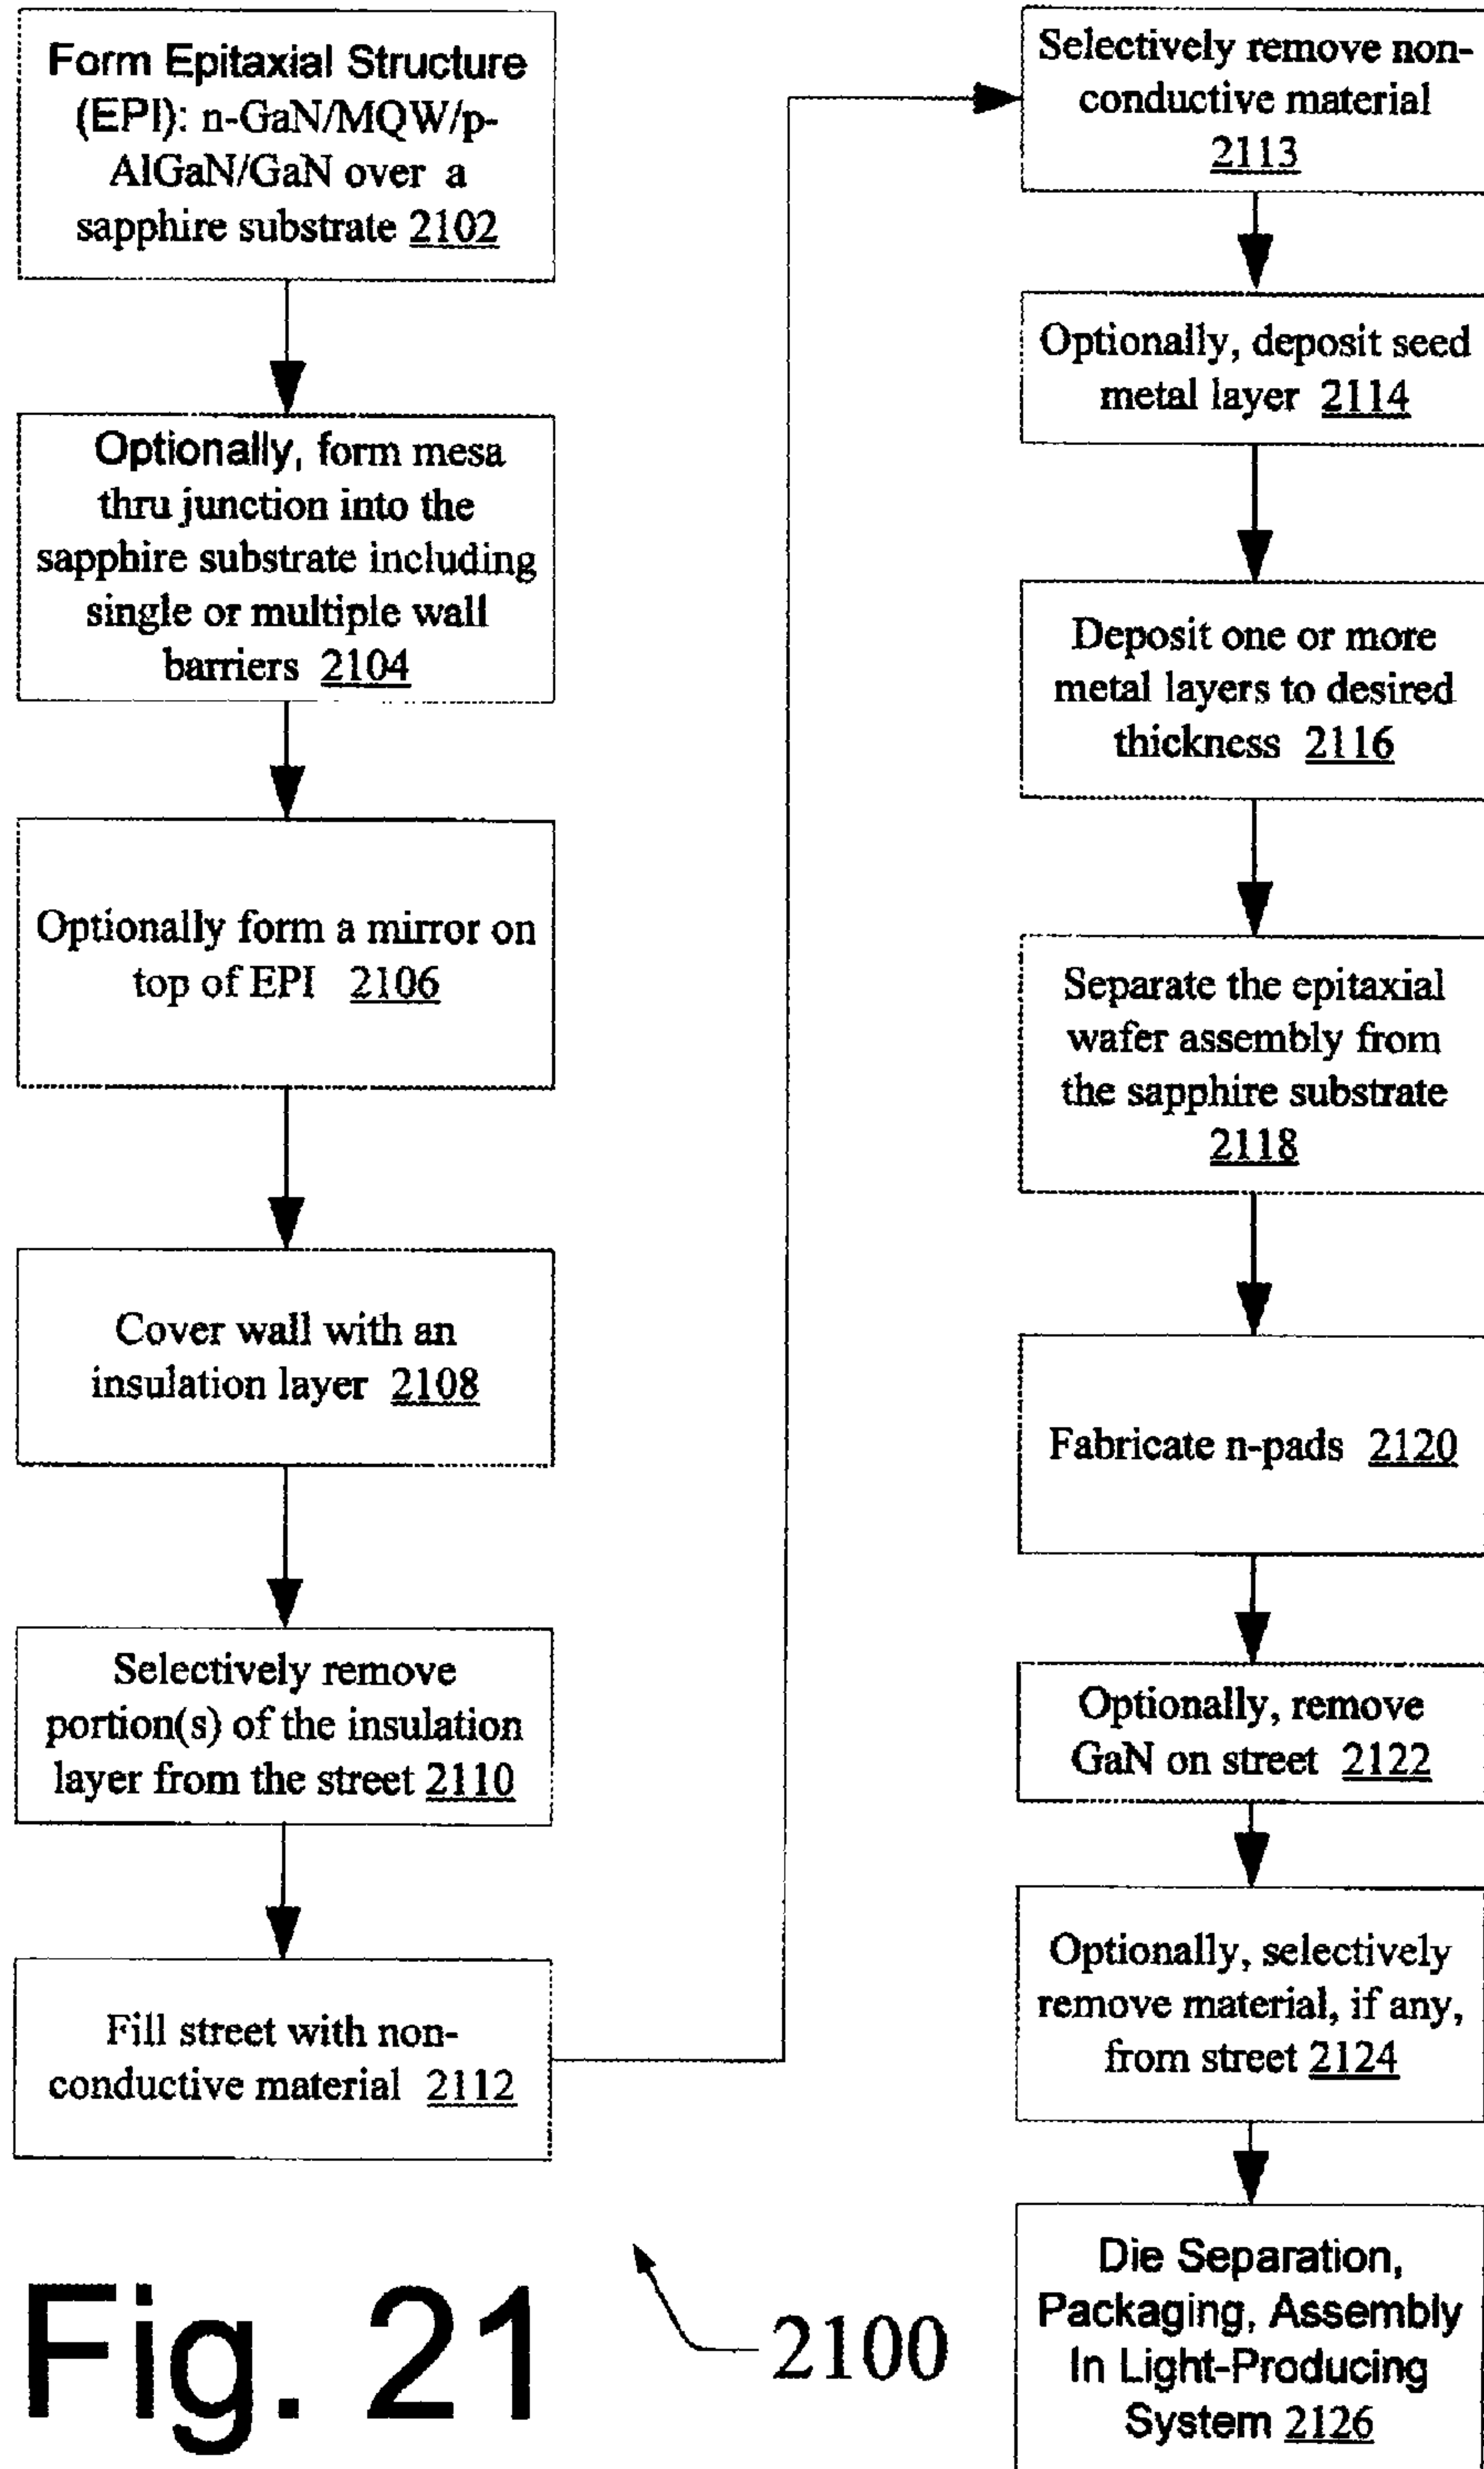 Form Epitaxial Structure
(EPI): n-GaN/MQW/p-
AlGaN/GaN over a
sapphire substrate 2102
Optionally, form mesa
thru junction into the
sapphire substrate including
single or multiple wall
barriers 2104
Optionally form a mirror on
top of EPI 2106
Cover wall with an
insulation layer 2108
Selectively remove
portion(s) of the insulation
layer from the street 2110
Fill street with non-
conductive material 2112
Selectively remove non-
conductive material
2113
Optionally, deposit seed
metal layer 2114
Deposit one or more
metal layers to desired
thickness 2116
Separate the epitaxial
wafer assembly from
the sapphire substrate
2118
Fabricate n-pads 2120
Optionally, remove
GaN on street 2122
Optionally, selectively
remove material, if any,
from street 2124
Die Separation,
Packaging, Assembly
In Light-Producing
System 2126
Fig. 21
2100